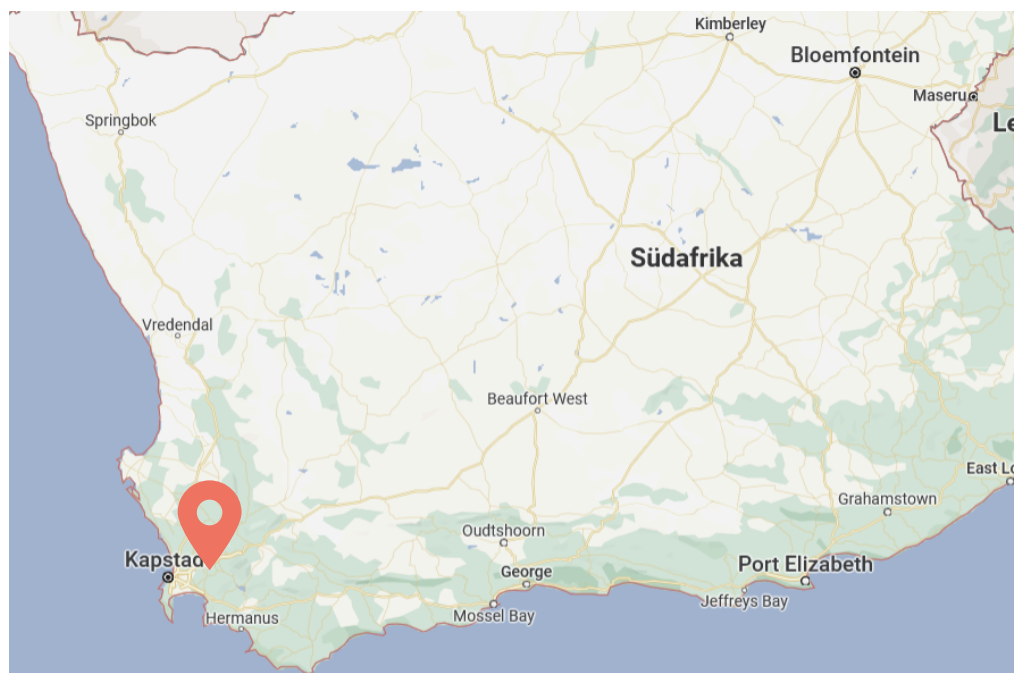 Kimberley
Bloemfontein
Maseru
Le
Springbok
Südafrika
Vredendal
Beaufort West
East Lo
Grahamstown
Oudtshoorn
Kapstad
Port Elizabeth
George
Jeffreys Bay
Mossel Bay
Hermanus